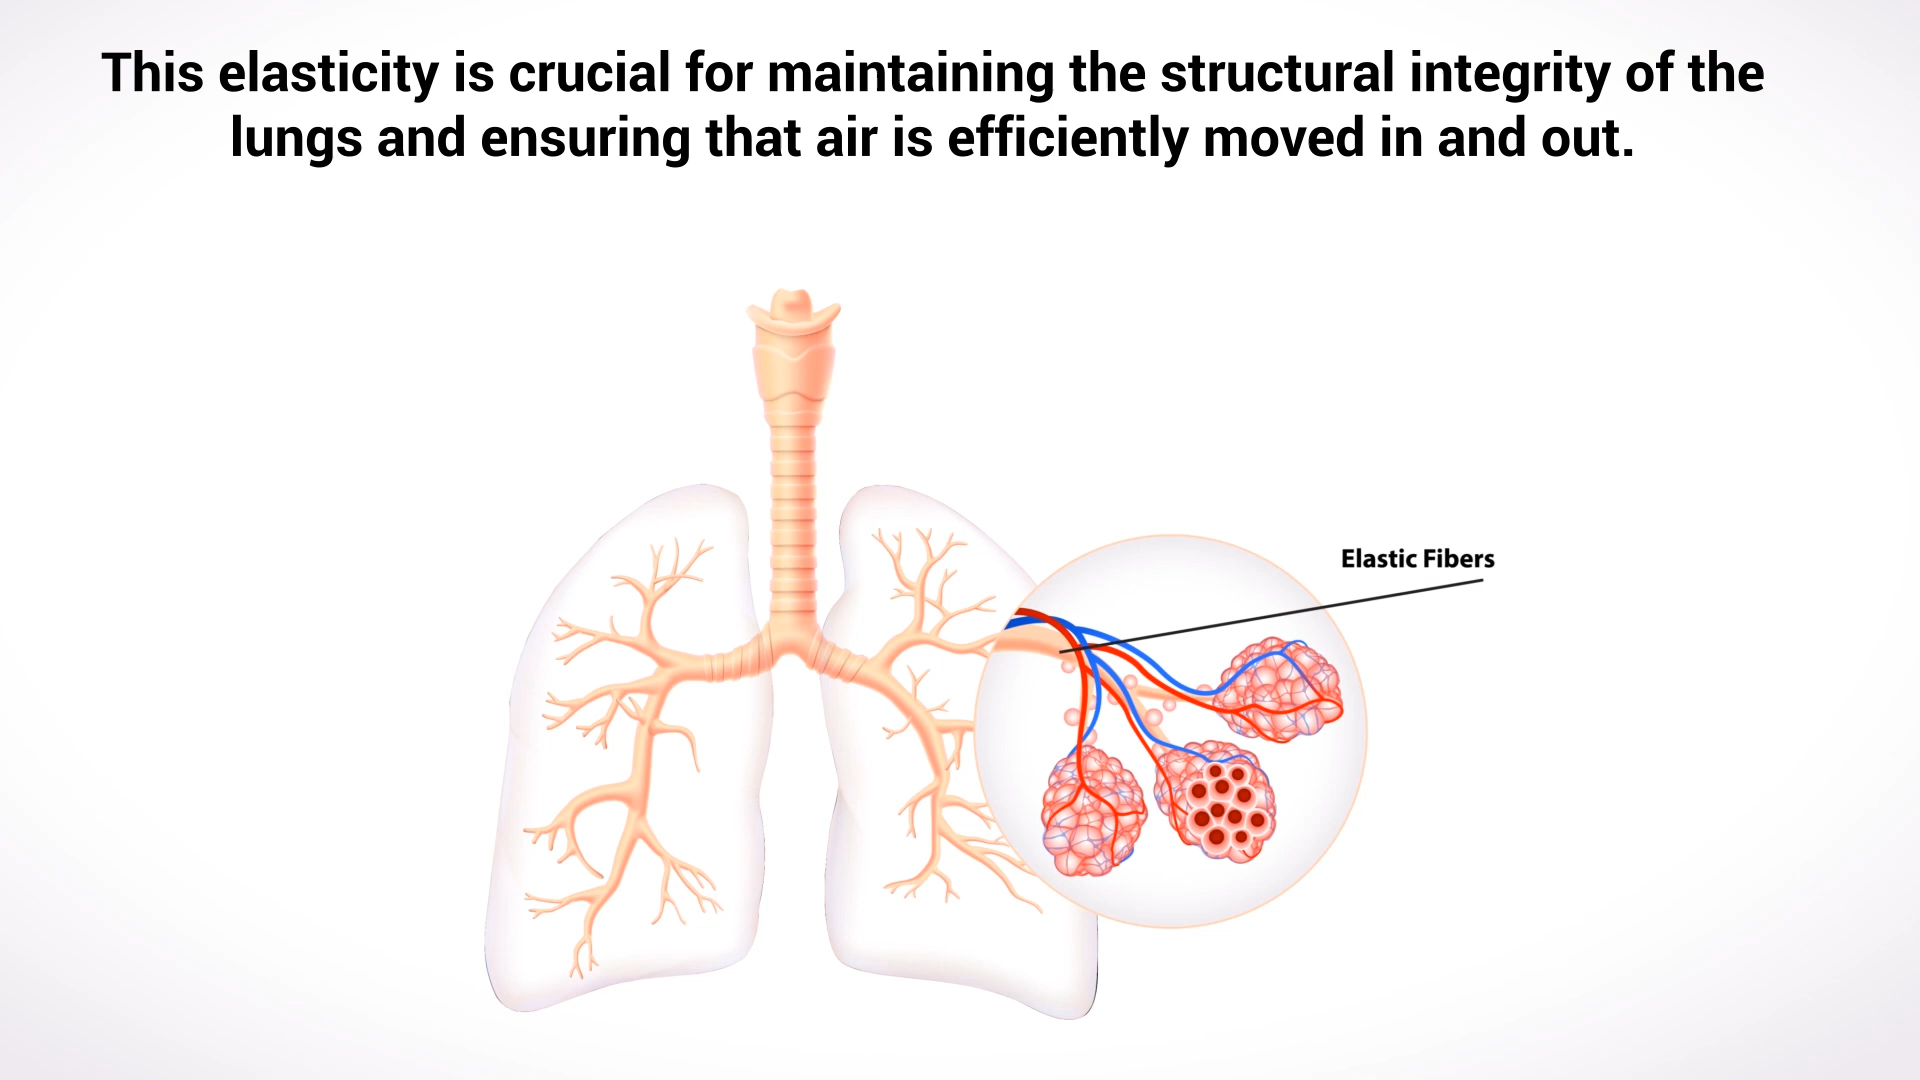 This elasticity is crucial for maintaining the structural integrity of the
lungs and ensuring that air is efficiently moved in and out.
Elastic Fibers